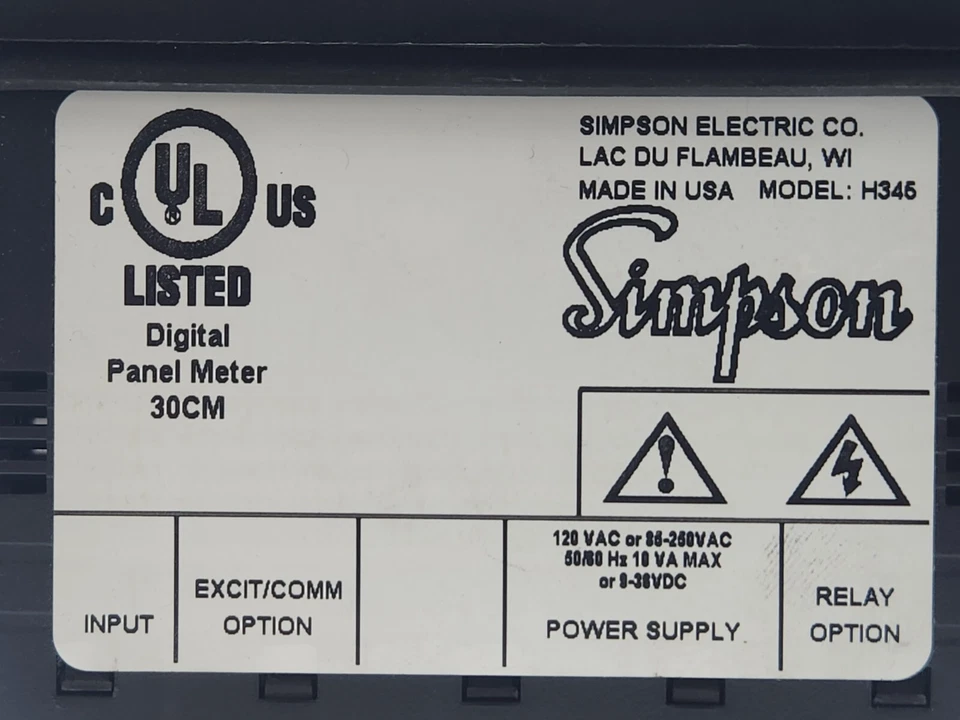 C UL US
LISTED
Digital
Panel Meter
30CM
SIMPSON ELECTRIC CO.
LAC DU FLAMBEAU, WI
MADE IN USA MODEL: H345
Simpson
INPUT
EXCIT/COMM
OPTION
120 VAC or 85-250VAC
50/60 Hz 10 VA MAX
or 9-36VDC
POWER SUPPLY
RELAY
OPTION